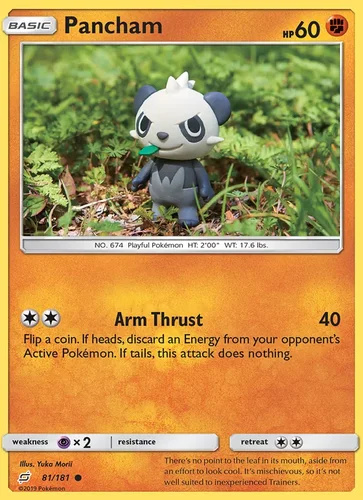 BASIC Pancham HP 60
NO. 674 Playful Pokémon HT: 2'00" WT: 17.6 lbs.
Arm Thrust 40
Flip a coin. If heads, discard an Energy from your opponent's
Active Pokémon. If tails, this attack does nothing.
weakness ×2 resistance retreat
Illus. Yuka Morii
81/181
©2019 Pokémon
There's no point to the leaf in its mouth, aside from
an effort to look cool. It's mischievous, so it's not
well suited to inexperienced Trainers.